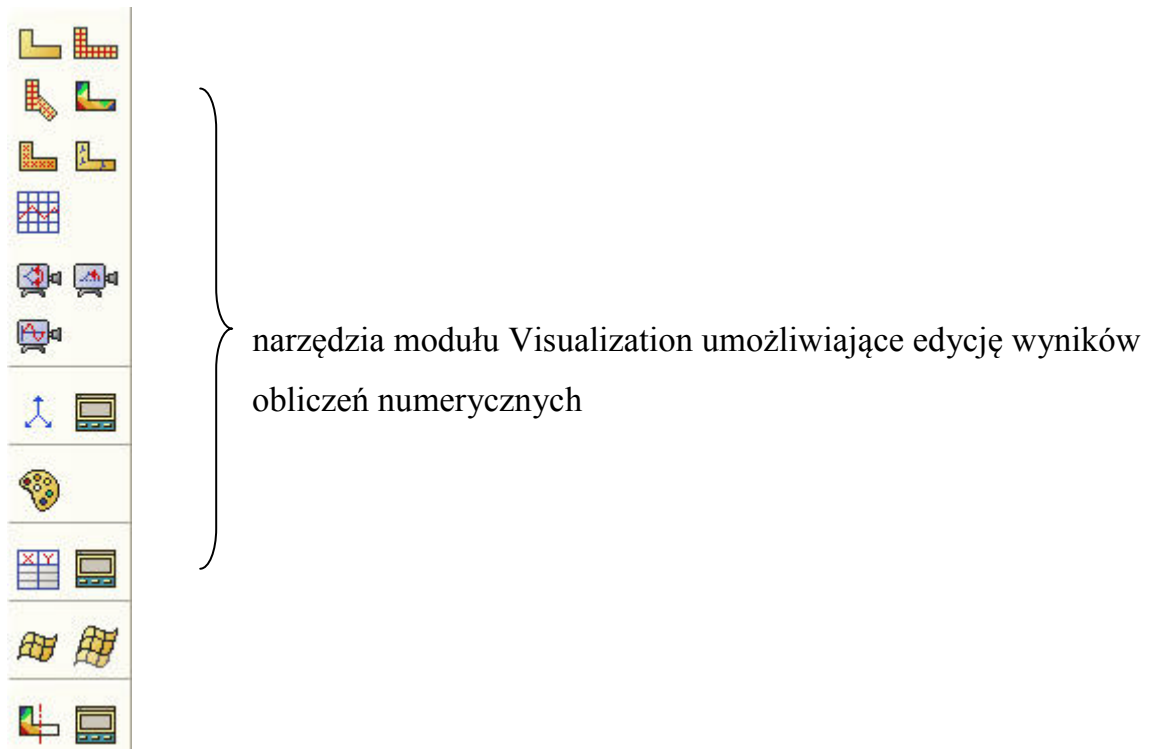 X Y
narzędzia modułu Visualization umożliwiające edycję wyników
obliczeń numerycznych